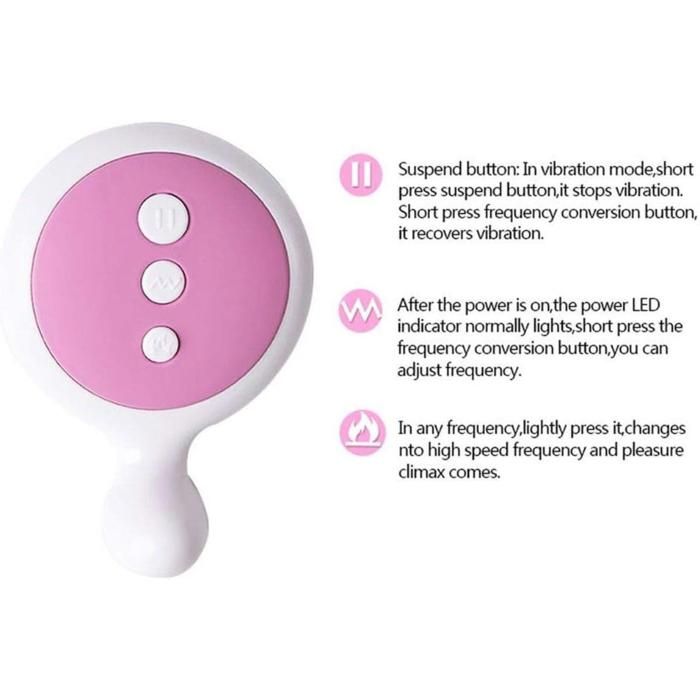 Suspend button: In vibration mode,short
press suspend button,it stops vibration.
Short press frequency conversion button,
it recovers vibration.
After the power is on,the power LED
indicator normally lights,short press the
frequency conversion button,you can
adjust frequency.
In any frequency,lightly press it,changes
nto high speed frequency and pleasure
climax comes.